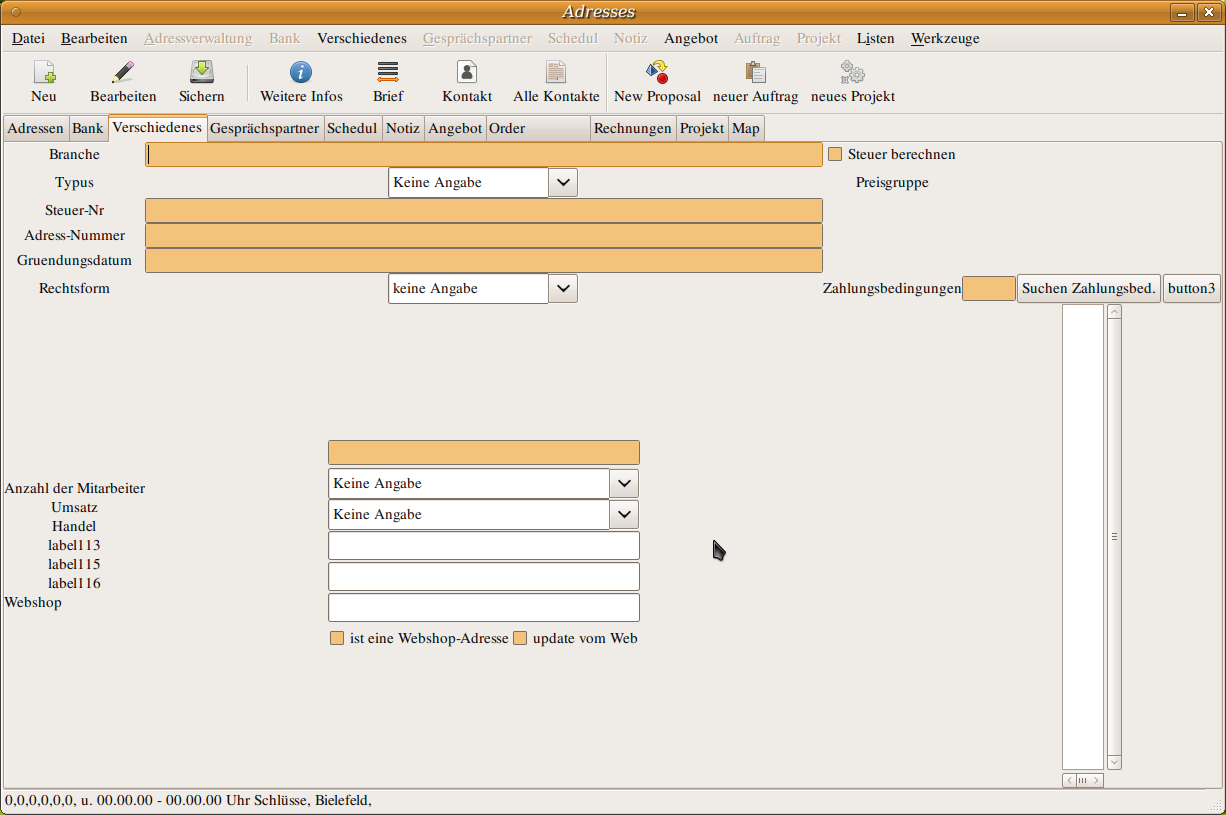 Adresses
Datei Bearbeiten Adressverwaltung Bank Verschiedenes Gesprächspartner Schedul Notiz Angebot Auftrag Projekt Listen Werkzeuge
Neu Bearbeiten Sichern Weitere Infos Brief Kontakt Alle Kontakte New Proposal neuer Auftrag neues Projekt
Adressen Bank Verschiedenes Gesprächspartner Schedul Notiz Angebot Order Rechnungen Projekt Map
Branche Steuer berechnen
Typus Keine Angabe Preisgruppe
Steuer-Nr
Adress-Nummer
Gruendungsdatum
Rechtsform keine Angabe Zahlungsbedingungen Suchen Zahlungsbed. button3
Keine Angabe
Anzahl der Mitarbeiter
Umsatz
Keine Angabe
Handel
label113
label115
label116
Webshop
ist eine Webshop-Adresse update vom Web
0,0,0,0,0,0, u. 00.00.00 - 00.00.00 Uhr Schlüsse, Bielefeld,